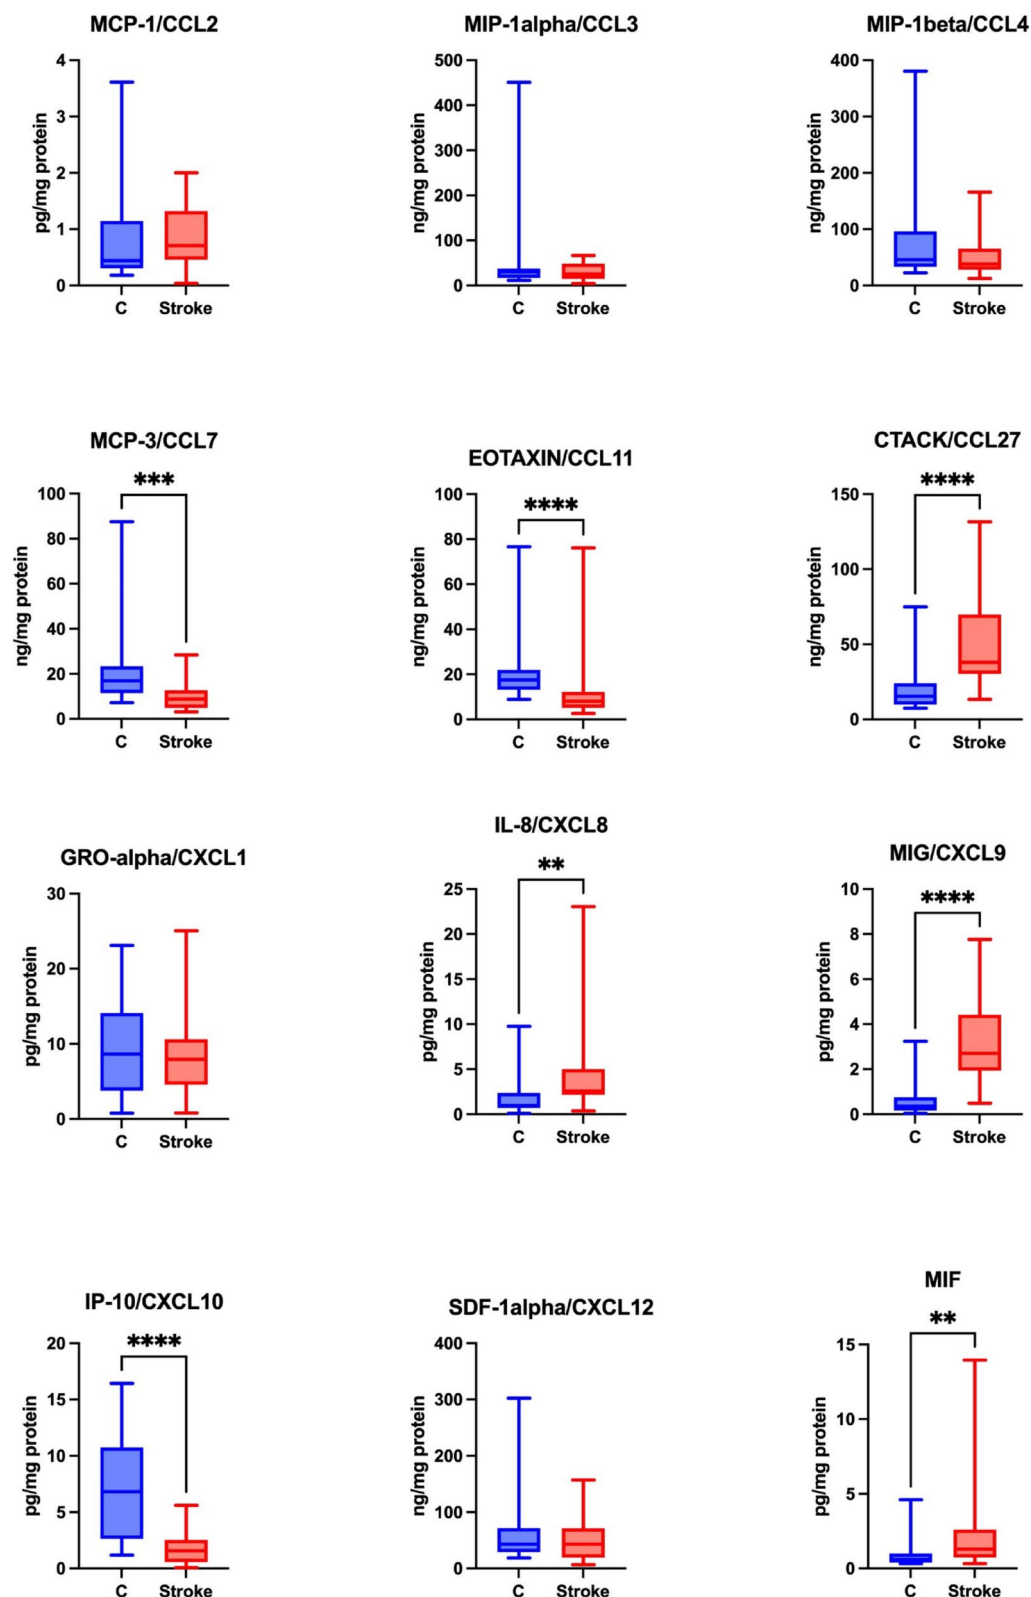 MCP-1/CCL2
pg/mg protein
4
3
2
1
0
C Stroke
MIP-1alpha/CCL3
ng/mg protein
500
400
300
200
100
0
C Stroke
MIP-1beta/CCL4
ng/mg protein
400
300
200
100
0
C Stroke
MCP-3/CCL7
***
ng/mg protein
100
80
60
40
20
0
C Stroke
EOTAXIN/CCL11
****
ng/mg protein
100
80
60
40
20
0
C Stroke
CTACK/CCL27
****
ng/mg protein
150
100
50
0
C Stroke
GRO-alpha/CXCL1
pg/mg protein
30
20
10
0
C Stroke
IL-8/CXCL8
**
pg/mg protein
25
20
15
10
5
0
C Stroke
MIG/CXCL9
****
pg/mg protein
10
8
6
4
2
0
C Stroke
IP-10/CXCL10
****
pg/mg protein
20
15
10
5
0
C Stroke
SDF-1alpha/CXCL12
ng/mg protein
400
300
200
100
0
C Stroke
MIF
**
pg/mg protein
15
10
5
0
C Stroke